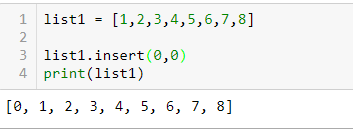 1 list1 = [1,2,3,4,5,6,7,8]
2
3 list1.insert(0,0)
4 print(list1)
[0, 1, 2, 3, 4, 5, 6, 7, 8]